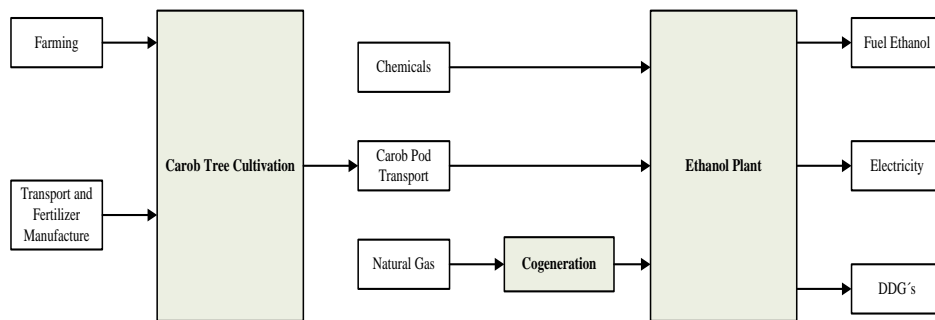 Farming
Transport and
Fertilizer
Manufacture
Carob Tree Cultivation
Chemicals
Carob Pod
Transport
Natural Gas
Cogeneration
Ethanol Plant
Fuel Ethanol
Electricity
DDG´s